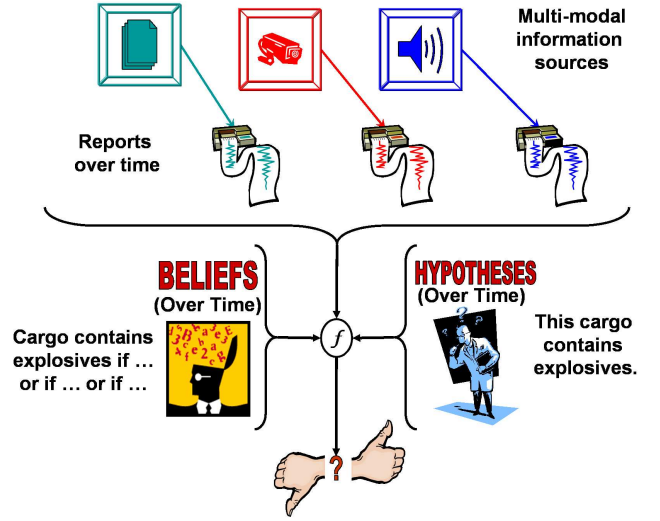 Multi-modal
information
sources
Reports
over time
BELIEFS
(Over Time)
HYPOTHESES
(Over Time)
Cargo contains
explosives if …
or if … or if …
f
This cargo
contains
explosives.
?